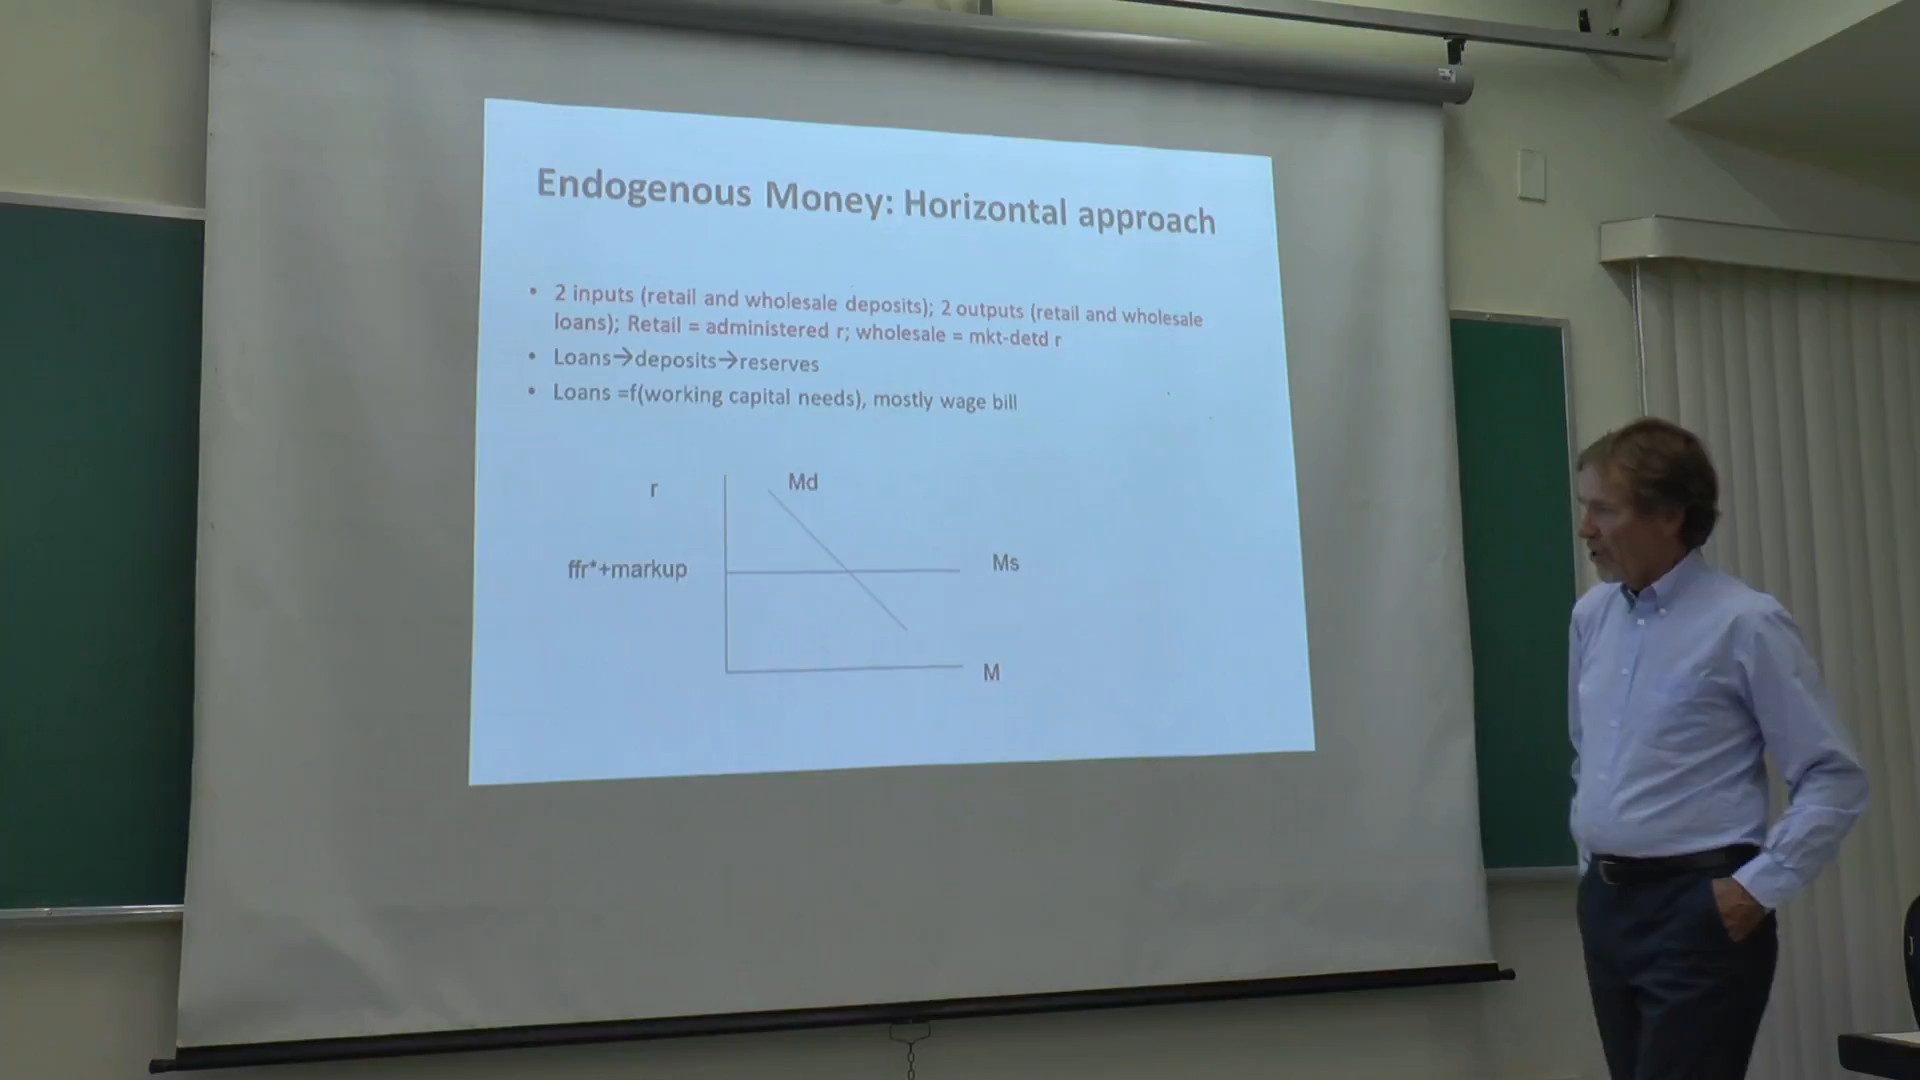 Endogenous Money: Horizontal approach
• 2 inputs (retail and wholesale deposits); 2 outputs (retail and wholesale
loans); Retail = administered r; wholesale = mkt-detd r
• Loans→deposits→reserves
• Loans =f(working capital needs), mostly wage bill
r
Md
ffr*+markup
Ms
M